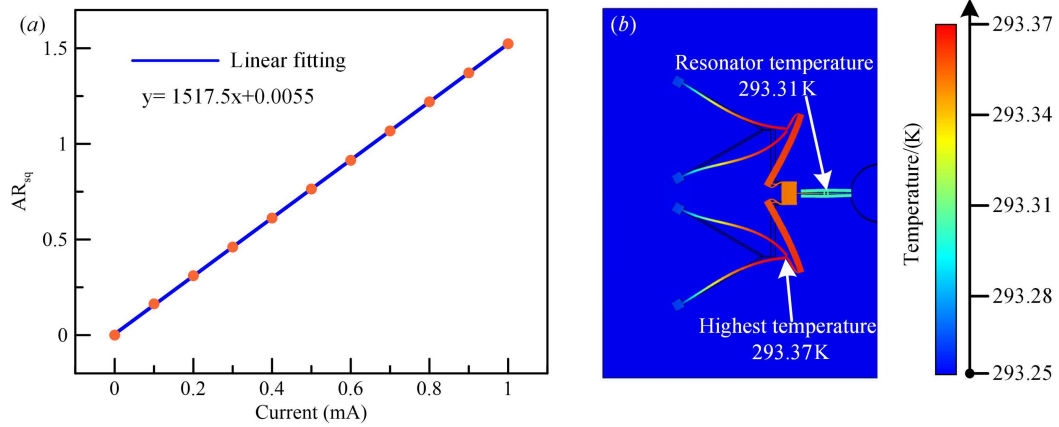 (a)
Linear fitting
y= 1517.5x+0.0055
1.5
1
0.5
0
AR_sq
0
0.2
0.4
0.6
0.8
1
Current (mA)
(b)
Resonator temperature
293.31K
Highest temperature
293.37K
Temperature/(K)
293.37
293.34
293.31
293.28
293.25